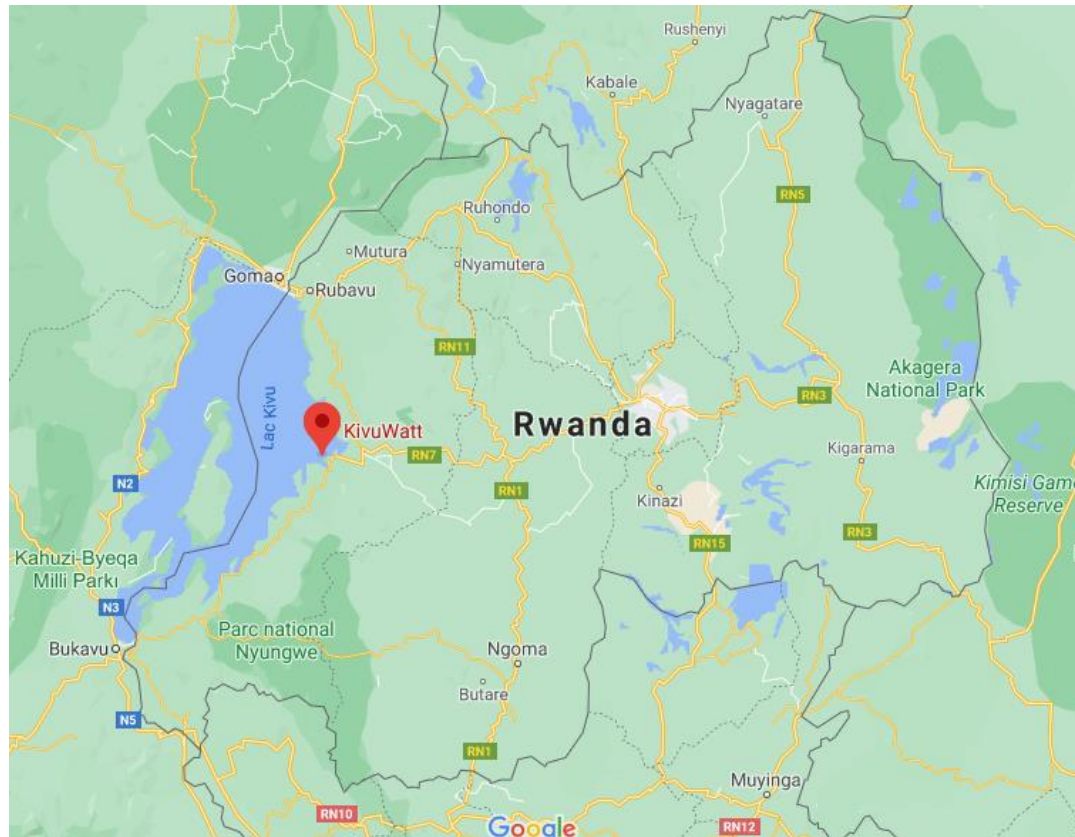 Rushenyi
Kabale
Nyagatare
RN5
Ruhondo
Mutura
Nyamutera
Goma
Rubavu
RN11
Lac Kivu
Akagera
National Park
RN3
KivuWatt
Rwanda
RN7
Kigarama
N2
RN1
Kinazi
Kimisi Game
Reserve
RN3
RN15
Kahuzi-Byeqa
Milli Parkı
N3
Parc national
Nyungwe
Bukavu
Ngoma
Butare
N5
RN1
Muyinga
RN10
Google
RN12